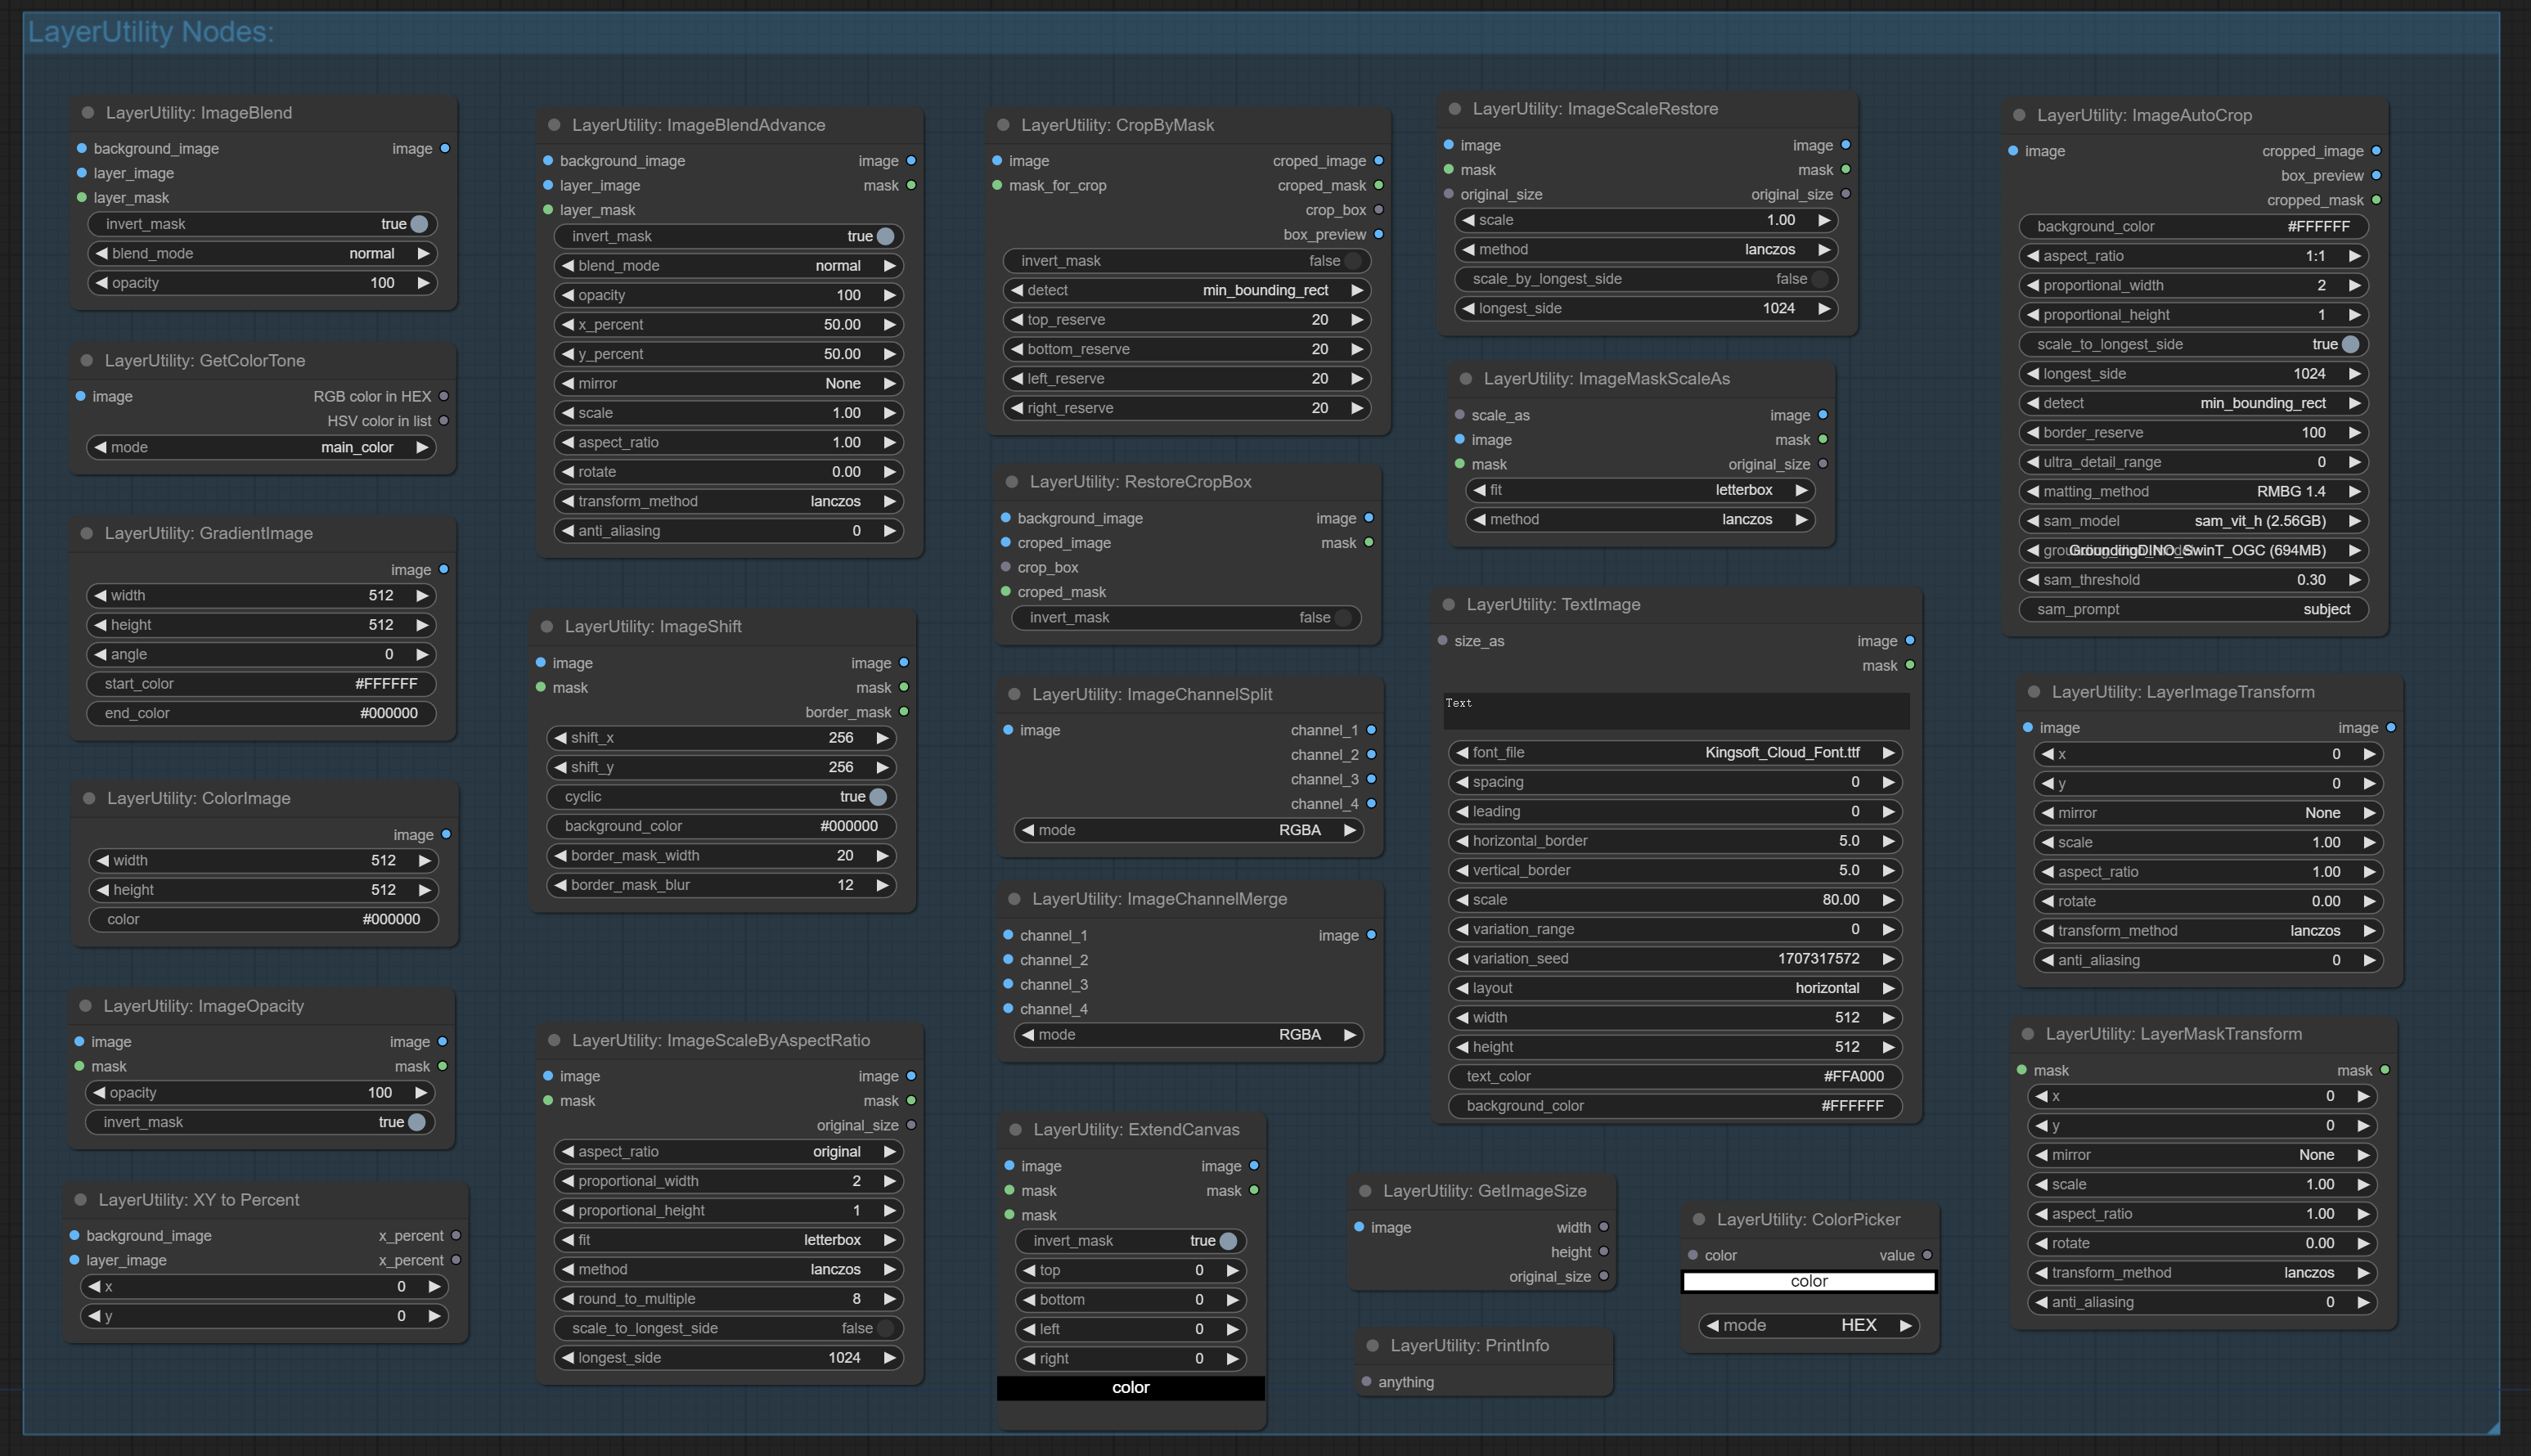 LayerUtility Nodes:
LayerUtility: ImageBlend
background_image image
layer_image
layer_mask
invert_mask true
blend_mode normal
opacity 100
LayerUtility: GetColorTone
image RGB color in HEX
HSV color in list
mode main_color
LayerUtility: GradientImage
image
width 512
height 512
angle 0
start_color #FFFFFF
end_color #000000
LayerUtility: ColorImage
image
width 512
height 512
color #000000
LayerUtility: ImageOpacity
image image
mask mask
opacity 100
invert_mask true
LayerUtility: XY to Percent
background_image x_percent
layer_image x_percent
x 0
y 0
LayerUtility: ImageBlendAdvance
background_image image
layer_image mask
layer_mask
invert_mask true
blend_mode normal
opacity 100
x_percent 50.00
y_percent 50.00
mirror None
scale 1.00
aspect_ratio 1.00
rotate 0.00
transform_method lanczos
anti_aliasing 0
LayerUtility: ImageShift
image image
mask mask
border_mask
shift_x 256
shift_y 256
cyclic true
background_color #000000
border_mask_width 20
border_mask_blur 12
LayerUtility: ImageScaleByAspectRatio
image image
mask mask
original_size
aspect_ratio original
proportional_width 2
proportional_height 1
fit letterbox
method lanczos
round_to_multiple 8
scale_to_longest_side false
longest_side 1024
LayerUtility: CropByMask
image croped_image
mask_for_crop croped_mask
crop_box
box_preview
invert_mask false
detect min_bounding_rect
top_reserve 20
bottom_reserve 20
left_reserve 20
right_reserve 20
LayerUtility: RestoreCropBox
background_image image
croped_image mask
crop_box
croped_mask
invert_mask false
LayerUtility: ImageChannelSplit
image channel_1
channel_2
channel_3
channel_4
mode RGBA
LayerUtility: ImageChannelMerge
channel_1 image
channel_2
channel_3
channel_4
mode RGBA
LayerUtility: ExtendCanvas
image image
mask mask
mask
invert_mask true
top 0
bottom 0
left 0
right 0
color
LayerUtility: ImageScaleRestore
image image
mask mask
original_size original_size
scale 1.00
method lanczos
scale_by_longest_side false
longest_side 1024
LayerUtility: ImageMaskScaleAs
scale_as image
image mask
mask original_size
fit letterbox
method lanczos
LayerUtility: TextImage
size_as image
mask
Text
font_file Kingsoft_Cloud_Font.ttf
spacing 0
leading 0
horizontal_border 5.0
vertical_border 5.0
scale 80.00
variation_range 0
variation_seed 1707317572
layout horizontal
width 512
height 512
text_color #FFA000
background_color #FFFFFF
LayerUtility: GetImageSize
image width
height
original_size
LayerUtility: PrintInfo
anything
LayerUtility: ColorPicker
color value
color
mode HEX
LayerUtility: ImageAutoCrop
image cropped_image
box_preview
cropped_mask
background_color #FFFFFF
aspect_ratio 1:1
proportional_width 2
proportional_height 1
scale_to_longest_side true
longest_side 1024
detect min_bounding_rect
border_reserve 100
ultra_detail_range 0
matting_method RMBG 1.4
sam_model sam_vit_h (2.56GB)
GroundingDINO_SwinT_OGC (694MB)
sam_threshold 0.30
sam_prompt subject
LayerUtility: LayerImageTransform
image image
x 0
y 0
mirror None
scale 1.00
aspect_ratio 1.00
rotate 0.00
transform_method lanczos
anti_aliasing 0
LayerUtility: LayerMaskTransform
mask mask
x 0
y 0
mirror None
scale 1.00
aspect_ratio 1.00
rotate 0.00
transform_method lanczos
anti_aliasing 0